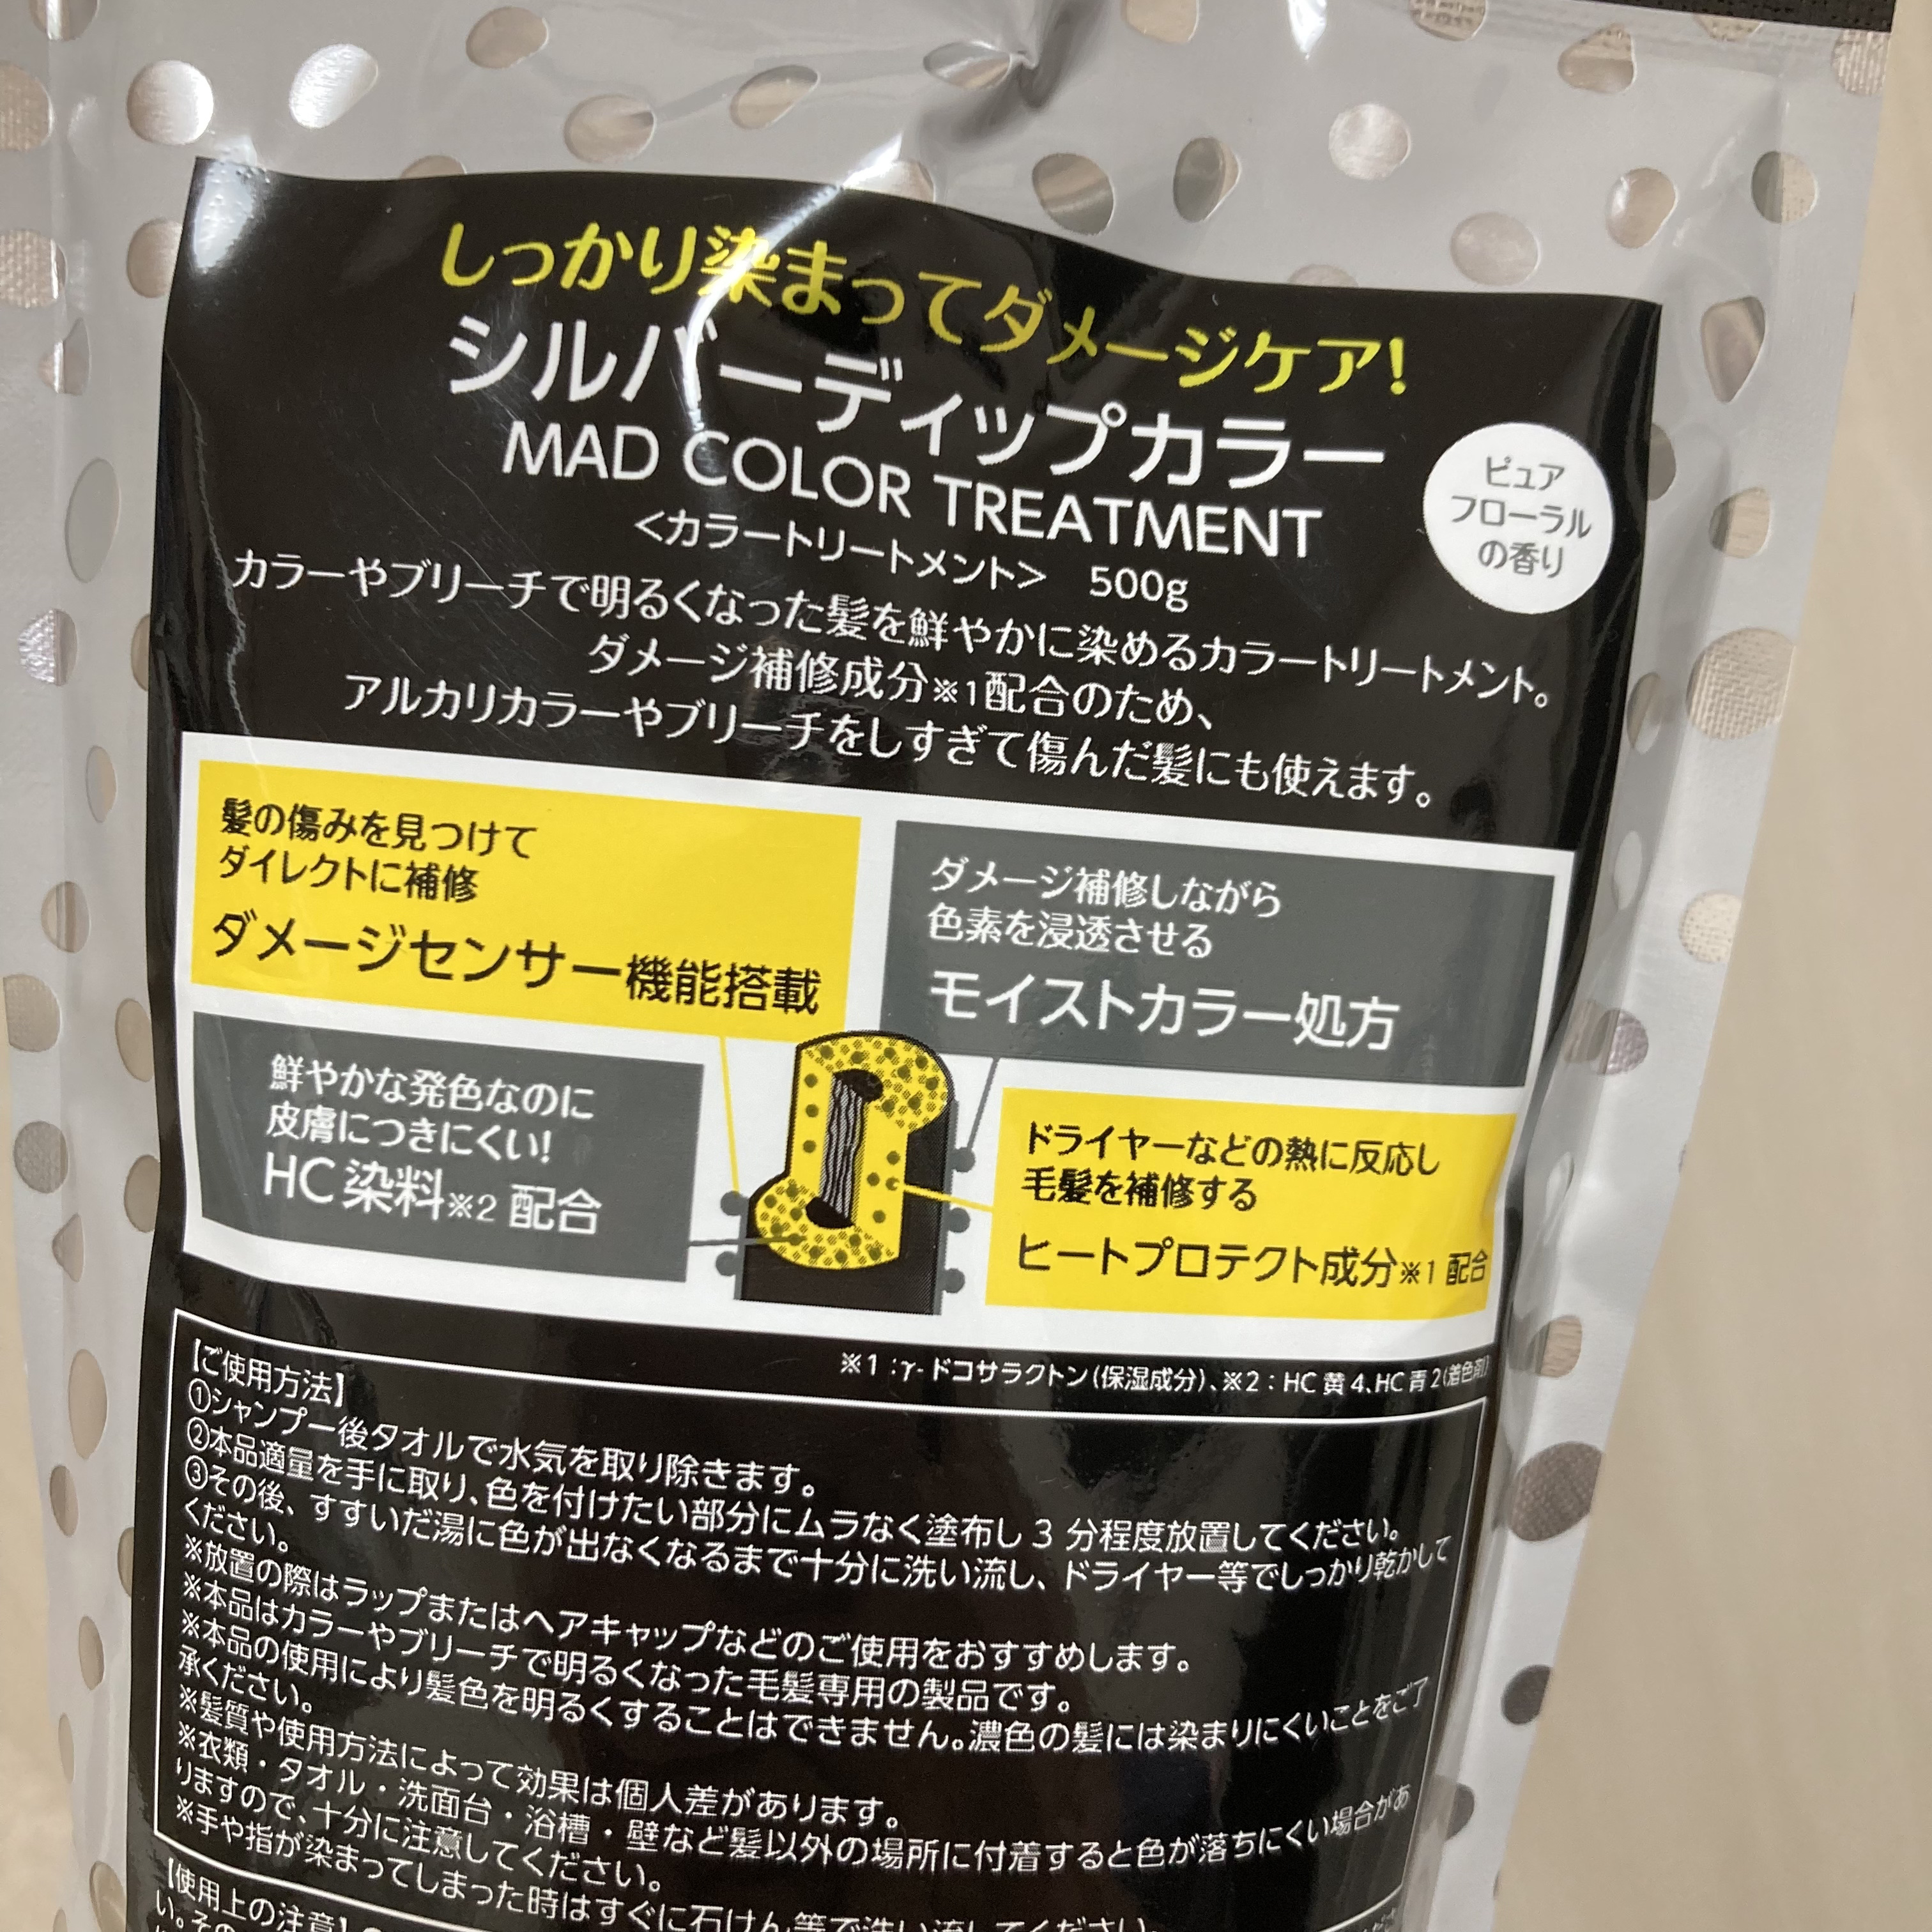 しっかり染まってダメージケア!
シルバーディップカラー
MAD COLOR TREATMENT
<カラートリートメント> 500g
ピュア
フローラル
の香り
カラーやブリーチで明るくなった髪を鮮やかに染めるカラートリートメント。
ダメージ補修成分※1配合のため、
アルカリカラーやブリーチをしすぎて傷んだ髪にも使えます。
髪の傷みを見つけて
ダイレクトに補修
ダメージセンサー機能搭載
ダメージ補修しながら
色素を浸透させる
モイストカラー処方
鮮やかな発色なのに
皮膚につきにくい!
HC染料※2 配合
ドライヤーなどの熱に反応し
毛髪を補修する
ヒートプロテクト成分※1 配合
※1:γ-ドコサラクトン(保湿成分)、※2:HC 黄 4、HC 青 2(着色剤)
【ご使用方法】
①シャンプー後タオルで水気を取り除きます。
②本品適量を手に取り、色を付けたい部分にムラなく塗布し 3 分程度放置してください。
③その後、すすいだ湯に色が出なくなるまで十分に洗い流し、ドライヤー等でしっかり乾かして
ください。
※放置の際はラップまたはヘアキャップなどのご使用をおすすめします。
※本品はカラーやブリーチで明るくなった毛髪専用の製品です。
※本品の使用により髪色を明るくすることはできません。濃色の髪には染まりにくいことをご了
承ください。
※髪質や使用方法によって効果は個人差があります。
※衣類・タオル・洗面台・浴槽・壁など髪以外の場所に付着すると色が落ちにくい場合があ
りますので、十分に注意してください。
※手や指が染まってしまった時はすぐに石けん等で洗い流してください。
【使用上の注意】